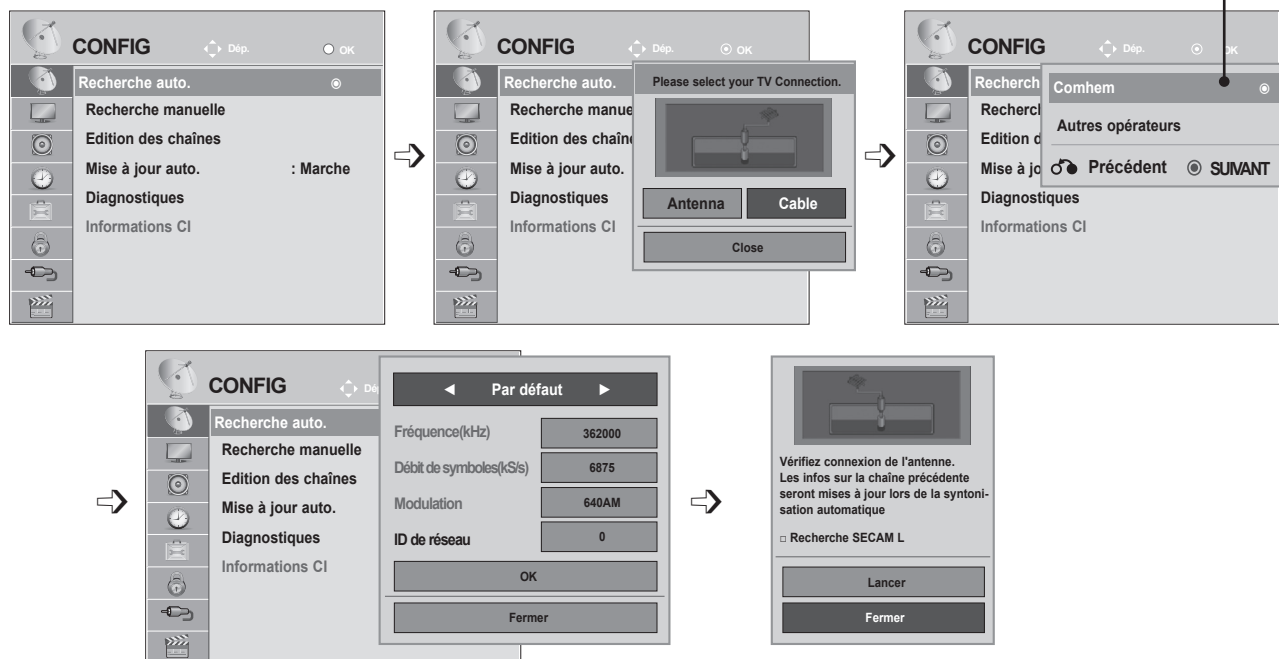 CONFIG Dép. OK
Recherche auto.
Recherche manuelle
Edition des chaînes
Mise à jour auto. : Marche
Diagnostiques
Informations CI
CONFIG Dép. OK
Recherche auto.
Recherche manue
Edition des chaîn
Mise à jour auto.
Diagnostiques
Informations CI
Please select your TV Connection.
Antenna Cable
Close
CONFIG Dép. OK
Recherch
Recherch
Edition d
Mise à jo
Diagnostiques
Informations CI
Comhem
Autres opérateurs
Précédent SUIVANT
CONFIG Dé
Recherche auto.
Recherche manuelle
Edition des chaînes
Mise à jour auto.
Diagnostiques
Informations CI
◄ Par défaut ►
Fréquence(kHz) 362000
Débit de symboles(kS/s) 6875
Modulation 640AM
ID de réseau 0
OK
Fermer
Vérifiez connexion de l'antenne.
Les infos sur la chaîne précédente
seront mises à jour lors de la syntoni-
sation automatique
□ Recherche SECAM L
Lancer
Fermer